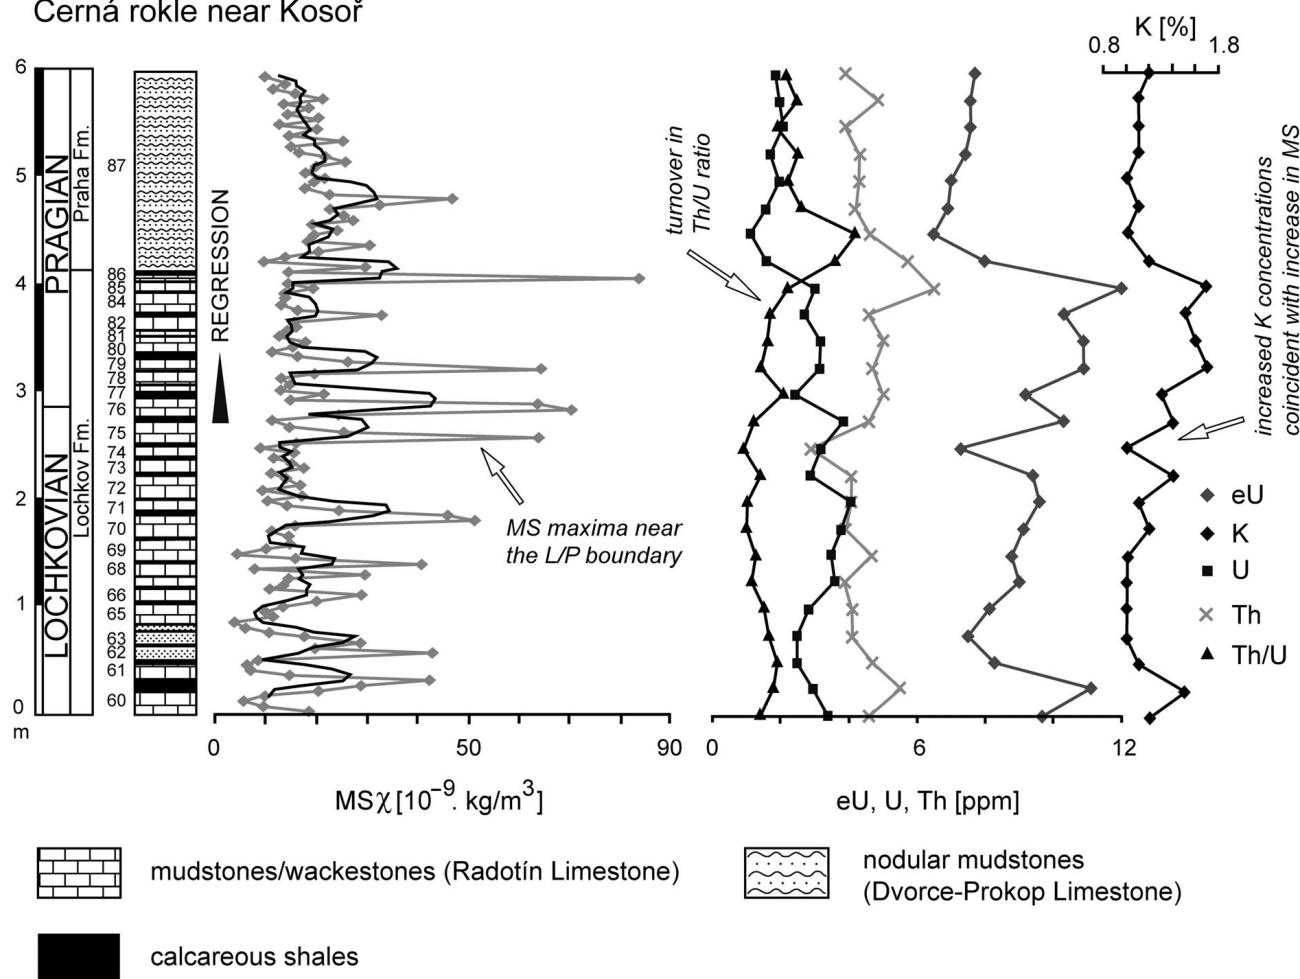 Černá rokle near Kosoř
K [%]
0.8
1.8
6
5
4
3
2
1
0
m
PRAGIAN
LOCHKOVIAN
Praha Fm.
Lochkov Fm.
87
86
85
84
82
81
80
79
78
77
76
75
74
73
72
71
70
69
68
66
65
63
62
61
60
REGRESSION
MS maxima near
the L/P boundary
turnover in
Th/U ratio
increased K concentrations
coincident with increase in MS
eU
K
U
Th
Th/U
0
50
90
MSχ[10⁻⁹. kg/m³]
0
6
12
eU, U, Th [ppm]
mudstones/wackestones (Radotín Limestone)
calcareous shales
nodular mudstones
(Dvorce-Prokop Limestone)